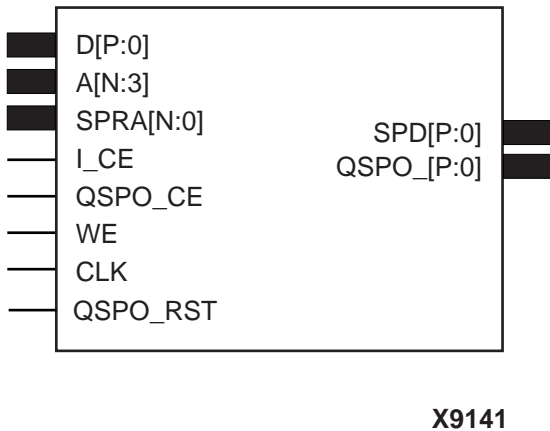 D[P:0]
A[N:3]
SPRA[N:0]
I_CE
QSPO_CE
WE
CLK
QSPO_RST
SPD[P:0]
QSPO_[P:0]
X9141